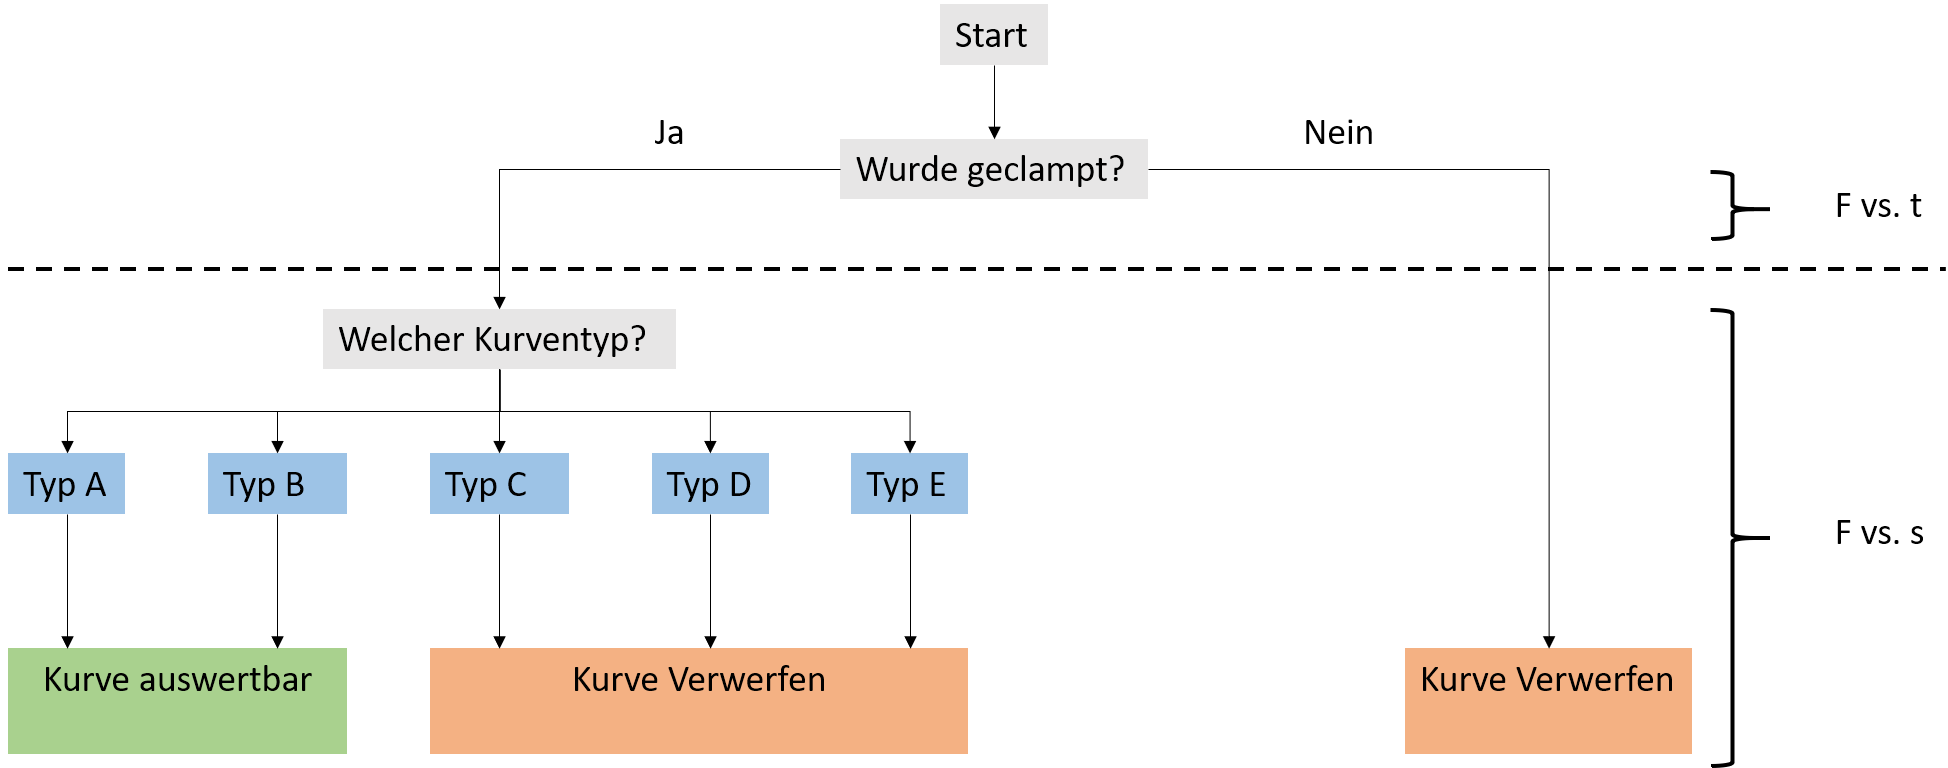 Start
Ja
Nein
Wurde geclampt?
F vs. t
Welcher Kurventyp?
Typ A
Typ B
Typ C
Typ D
Typ E
F vs. s
Kurve auswertbar
Kurve Verwerfen
Kurve Verwerfen